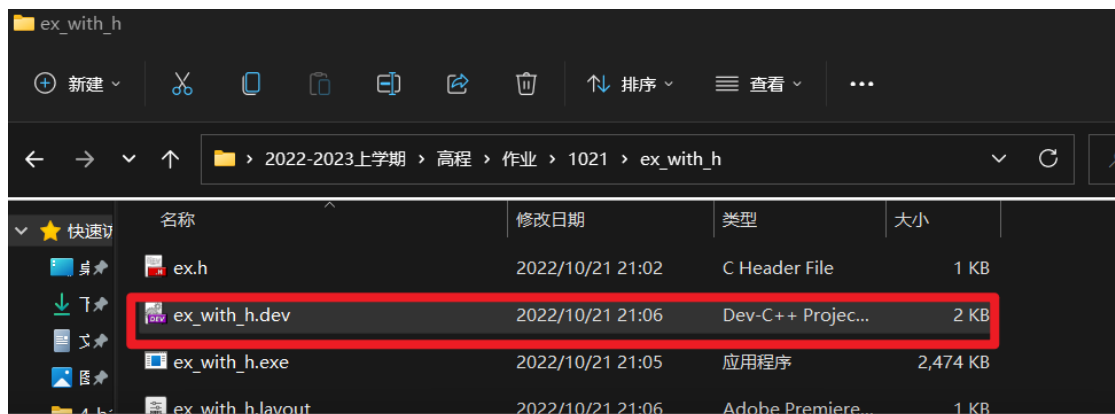 ex_with_h
新建 排序 查看
2022-2023上学期 › 高程 › 作业 › 1021 › ex_with_h
名称 修改日期 类型 大小
快速访
ex.h 2022/10/21 21:02 C Header File 1 KB
ex_with_h.dev 2022/10/21 21:06 Dev-C++ Projec... 2 KB
ex_with_h.exe 2022/10/21 21:05 应用程序 2,474 KB
ex_with_h.layout 2022/10/21 21:06 Adobe Premiere... 1 KB